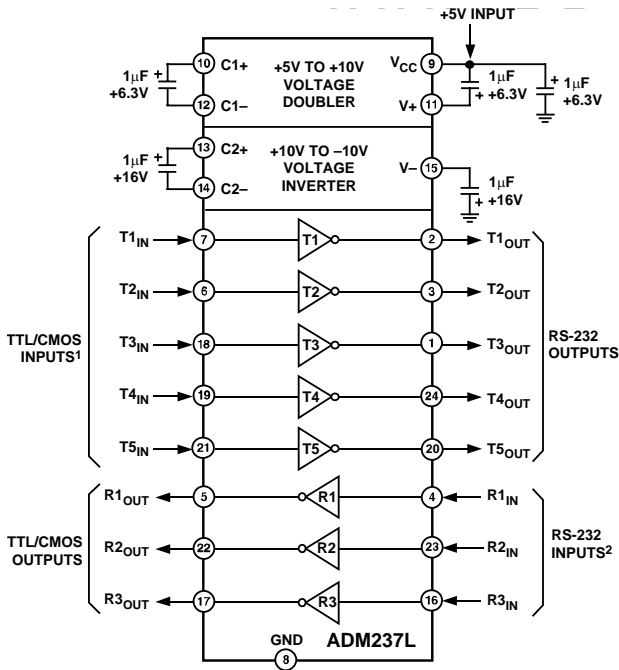 +5V INPUT
10 C1+ +5V TO +10V VOLTAGE DOUBLER VCC 9
1μF + +6.3V
12 C1– V+ 11
1μF + +6.3V
+ 1μF +6.3V
13 C2+ +10V TO –10V VOLTAGE INVERTER V– 15
1μF + +16V
14 C2–
1μF + +16V
T1IN 7 T1 2 T1OUT
T2IN 6 T2 3 T2OUT
TTL/CMOS INPUTS1
T3IN 18 T3 1 T3OUT
RS-232 OUTPUTS
T4IN 19 T4 24 T4OUT
T5IN 21 T5 20 T5OUT
R1OUT 5 R1 4 R1IN
TTL/CMOS OUTPUTS
R2OUT 22 R2 23 R2IN
RS-232 INPUTS2
R3OUT 17 R3 16 R3IN
GND ADM237L
8